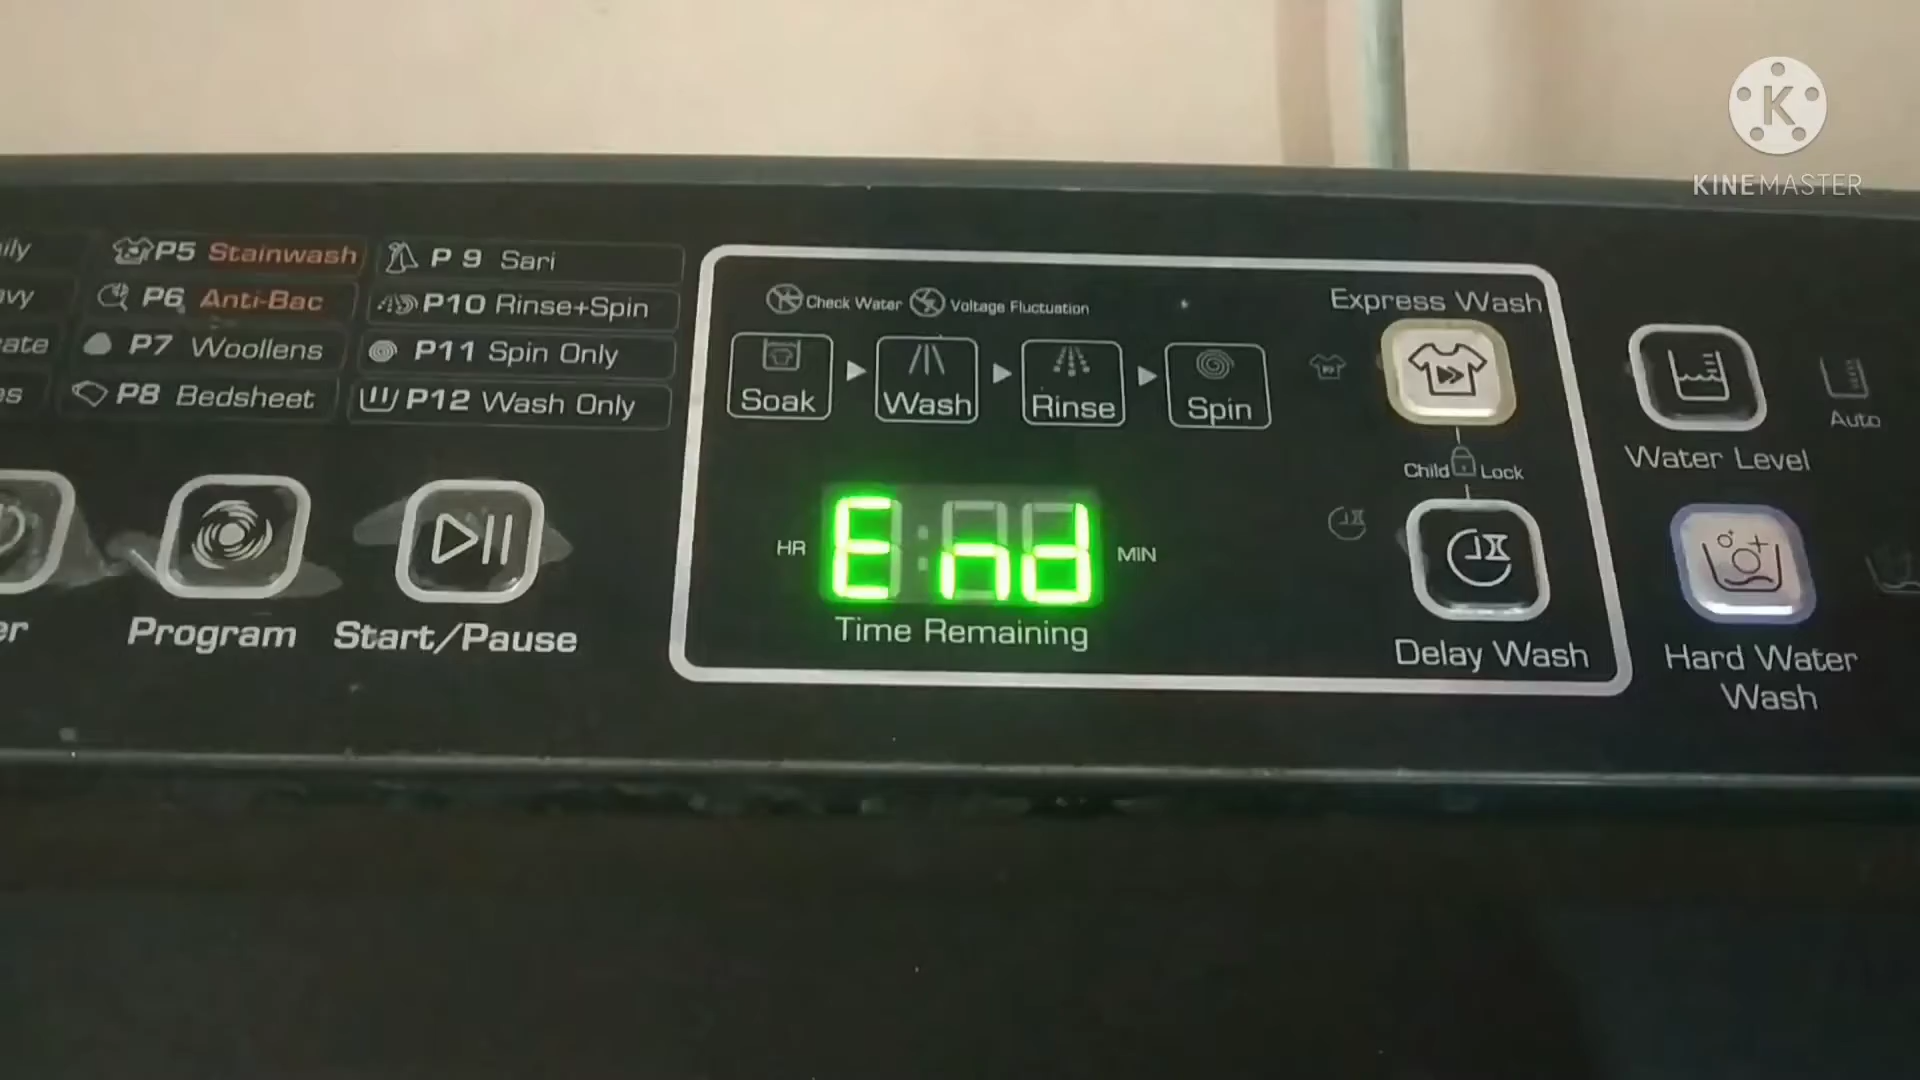 K
KINEMASTER
P5 Stainwash
P6 Anti-Bac
P7 Woollens
P8 Bedsheet
P 9 Sari
P10 Rinse+Spin
P11 Spin Only
P12 Wash Only
Program
Start/Pause
Check Water Voltage Fluctuation
Soak Wash Rinse Spin
HR End MIN
Time Remaining
Express Wash
Child Lock
Delay Wash
Water Level
Auto
Hard Water
Wash